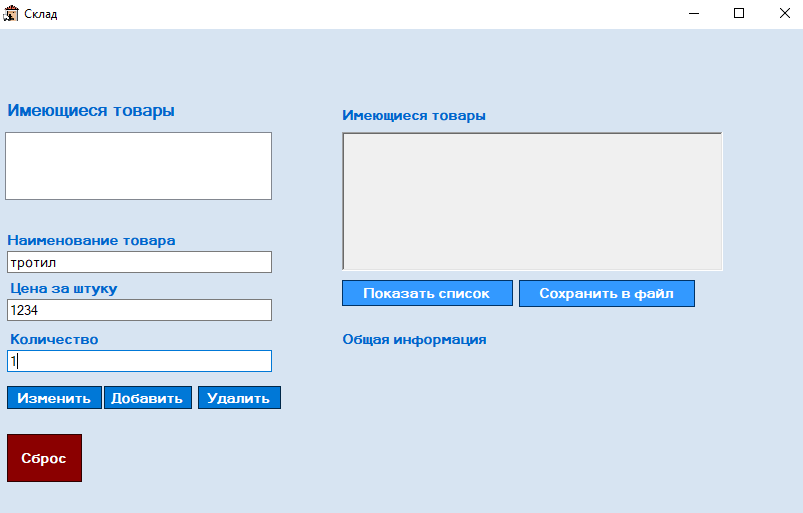 Склад
Имеющиеся товары
Наименование товара
тротил
Цена за штуку
1234
Количество
1
Изменить Добавить Удалить
Сброс
Имеющиеся товары
Показать список Сохранить в файл
Общая информация